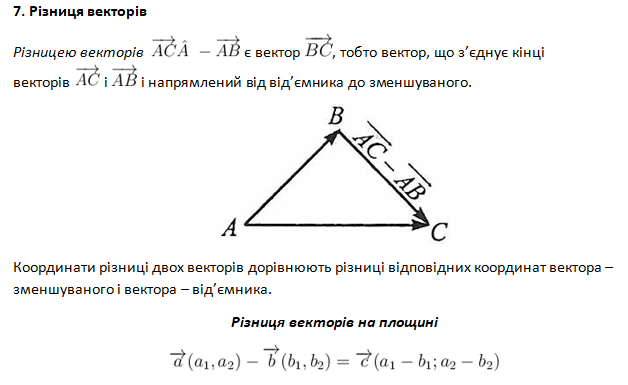 7. Різниця векторів
Різницею векторів $\overrightarrow{AC}Â - \overrightarrow{AB}$ є вектор $\overrightarrow{BC}$, тобто вектор, що з’єднує кінці
векторів $\overrightarrow{AC}$ і $\overrightarrow{AB}$ і напрямлений від від’ємника до зменшуваного.
B
$\overrightarrow{AC} - \overrightarrow{AB}$
A
C
Координати різниці двох векторів дорівнюють різниці відповідних координат вектора –
зменшуваного і вектора – від’ємника.
Різниця векторів на площині
$\overrightarrow{a}(a_1, a_2) - \overrightarrow{b}(b_1, b_2) = \overrightarrow{c}(a_1 - b_1; a_2 - b_2)$